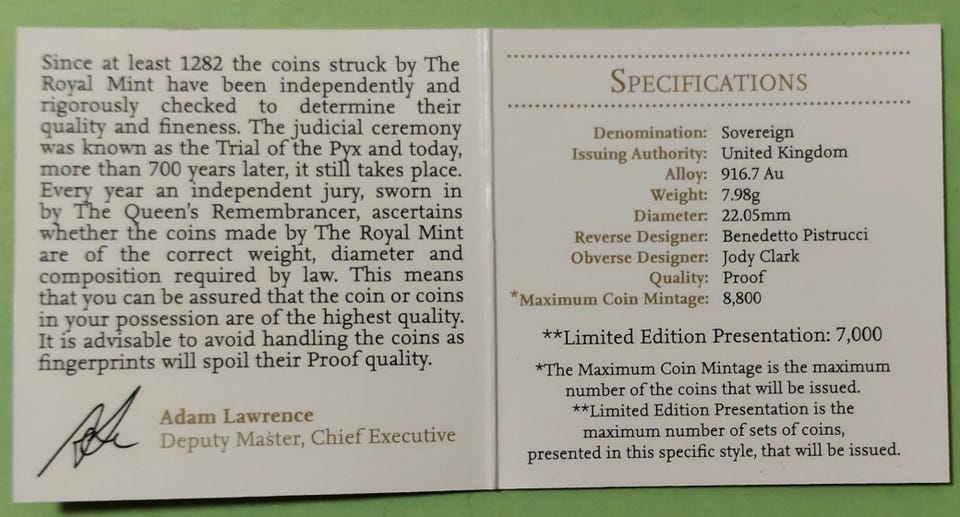 Since at least 1282 the coins struck by The
Royal Mint have been independently and
rigorously checked to determine their
quality and fineness. The judicial ceremony
was known as the Trial of the Pyx and today,
more than 700 years later, it still takes place.
Every year an independent jury, sworn in
by The Queen's Remembrancer, ascertains
whether the coins made by The Royal Mint
are of the correct weight, diameter and
composition required by law. This means
that you can be assured that the coin or coins
in your possession are of the highest quality.
It is advisable to avoid handling the coins as
fingerprints will spoil their Proof quality.
Adam Lawrence
Deputy Master, Chief Executive
SPECIFICATIONS
Denomination: Sovereign
Issuing Authority: United Kingdom
Alloy: 916.7 Au
Weight: 7.98g
Diameter: 22.05mm
Reverse Designer: Benedetto Pistrucci
Obverse Designer: Jody Clark
Quality: Proof
*Maximum Coin Mintage: 8,800
**Limited Edition Presentation: 7,000
*The Maximum Coin Mintage is the maximum
number of the coins that will be issued.
**Limited Edition Presentation is the
maximum number of sets of coins,
presented in this specific style, that will be issued.